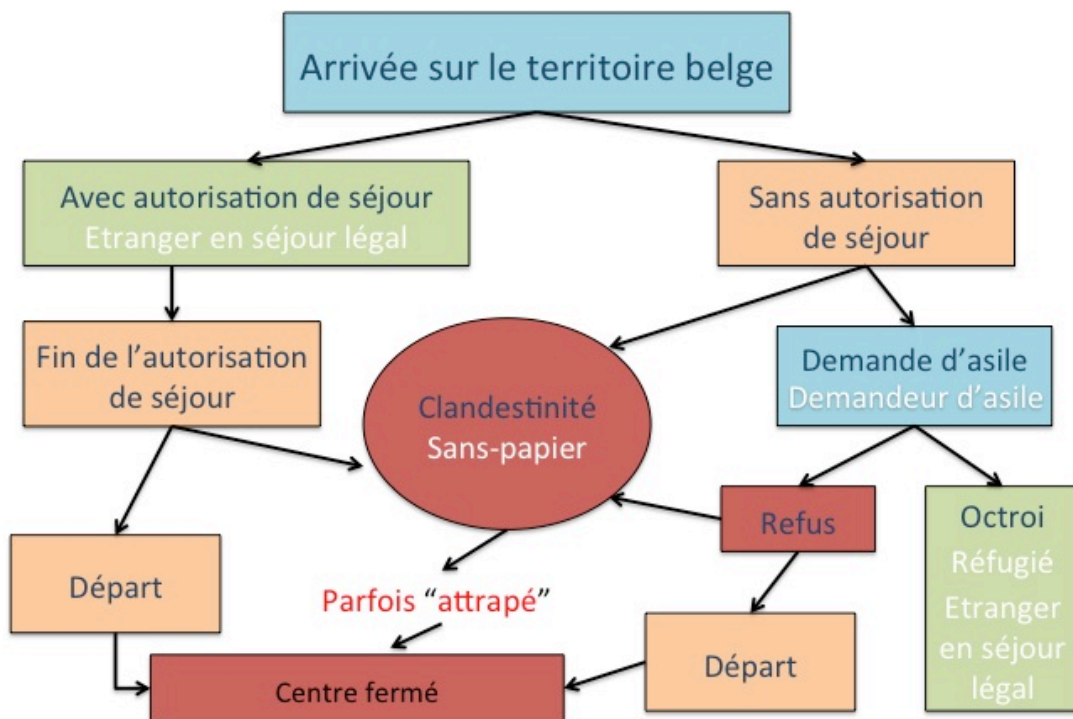 Arrivée sur le territoire belge
Avec autorisation de séjour
Etranger en séjour légal
Sans autorisation
de séjour
Fin de l'autorisation
de séjour
Clandestinité
Sans-papier
Demande d'asile
Demandeur d'asile
Refus
Octroi
Réfugié
Etranger
en séjour
légal
Départ
Parfois “attrapé”
Départ
Centre fermé